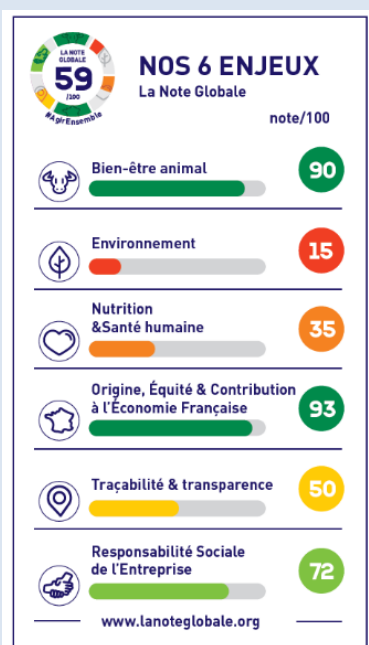 LA NOTE
GLOBALE
59
/100
#AgirEnsemble
NOS 6 ENJEUX
La Note Globale
note/100
Bien-être animal
90
Environnement
15
Nutrition
&Santé humaine
35
Origine, Équité & Contribution
à l'Économie Française
93
Traçabilité & transparence
50
Responsabilité Sociale
de l'Entreprise
72
www.lanoteglobale.org